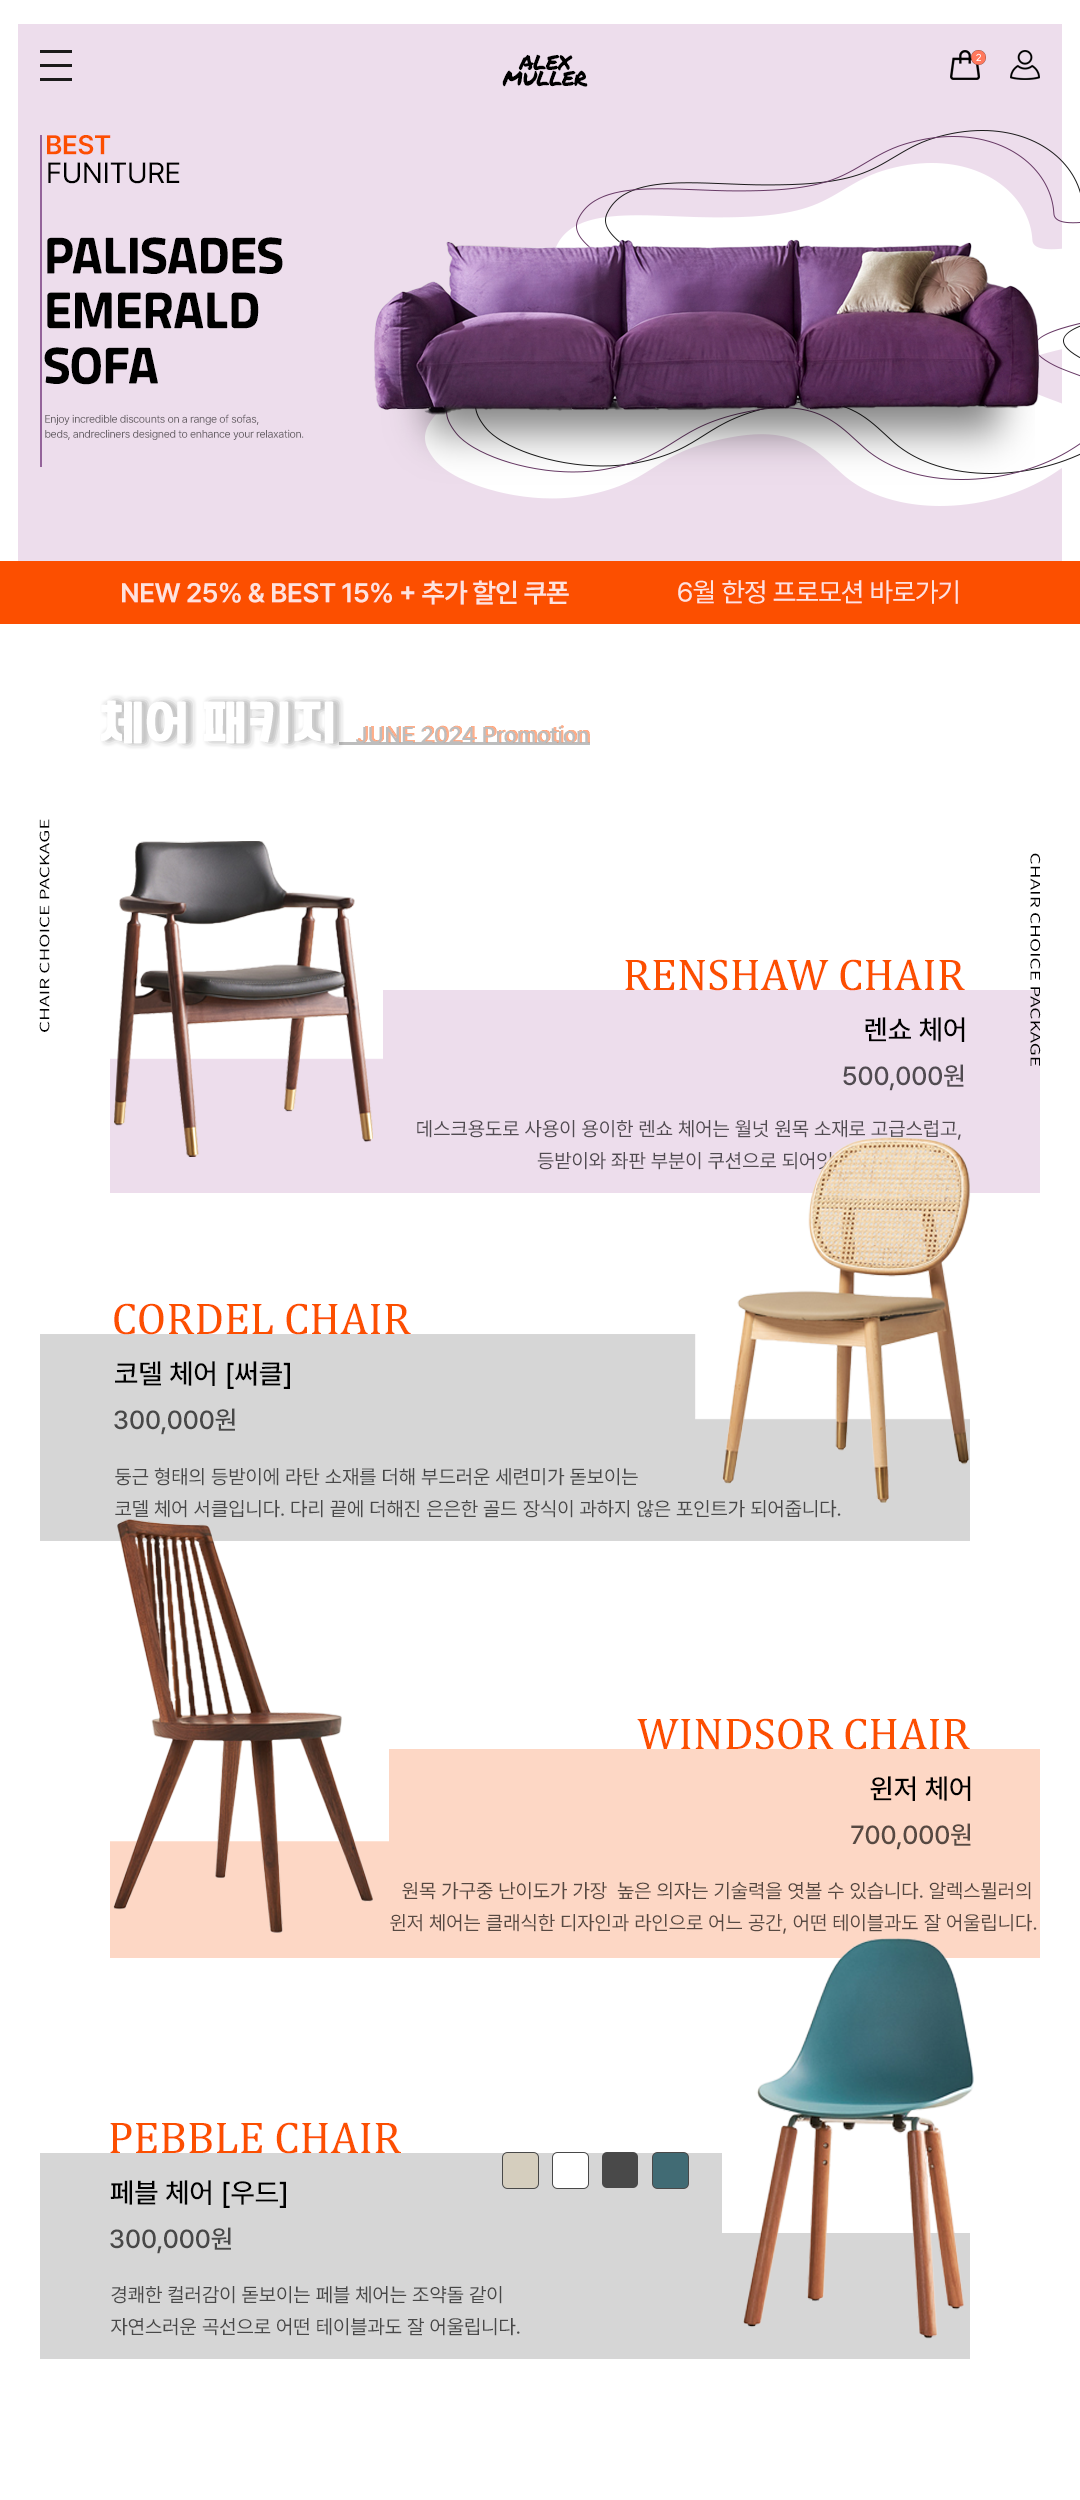 ALEX
MULLER
2
BEST
FUNITURE
PALISADES
EMERALD
SOFA
Enjoy incredible discounts on a range of sofas,
beds, andrecliners designed to enhance your relaxation.
NEW 25% & BEST 15% + 추가 할인 쿠폰
6월 한정 프로모션 바로가기
체어 패키지 JUNE 2024 Promotion
CHAIR CHOICE PACKAGE
CHAIR CHOICE PACKAGE
RENSHAW CHAIR
렌쇼 체어
500,000원
데스크용도로 사용이 용이한 렌쇼 체어는 월넛 원목 소재로 고급스럽고,
등받이와 좌판 부분이 쿠션으로
CORDEL CHAIR
코델 체어 [써클]
300,000원
둥근 형태의 등받이에 라탄 소재를 더해 부드러운 세련미가 돋보이는
코델 체어 서클입니다. 다리 끝에 더해진 은은한 골드 장식이 과하지 않은 포인트가 되어줍니다.
WINDSOR CHAIR
윈저 체어
700,000원
원목 가구중 난이도가 가장 높은 의자는 기술력을 엿볼 수 있습니다. 알렉스뮐러의
윈저 체어는 클래식한 디자인과 라인으로 어느 공간, 어떤 테이블과도 잘 어울립니다.
PEBBLE CHAIR
페블 체어 [우드]
300,000원
경쾌한 컬러감이 돋보이는 페블 체어는 조약돌 같이
자연스러운 곡선으로 어떤 테이블과도 잘 어울립니다.